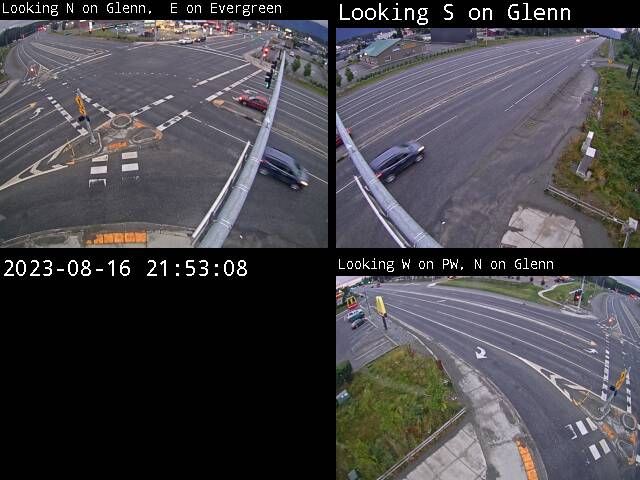 Looking N on Glenn, E on Evergreen
Looking S on Glenn
2023-08-16 21:53:08
Looking W on PW, N on Glenn